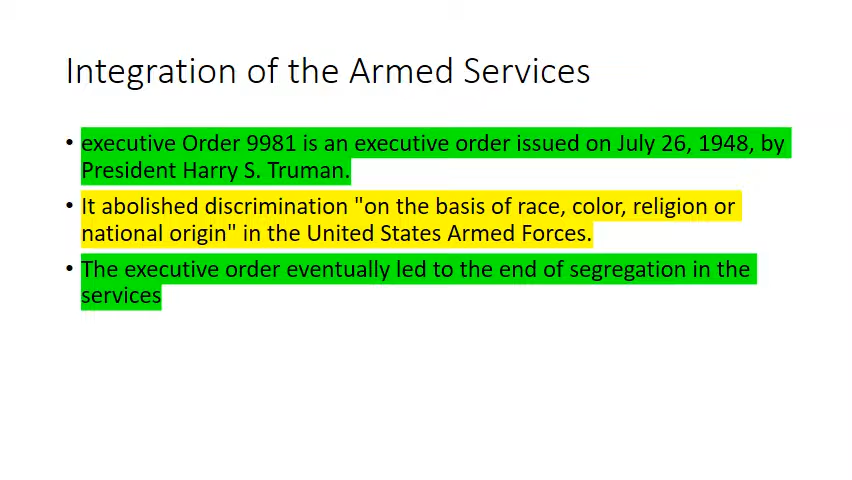 Integration of the Armed Services
• executive Order 9981 is an executive order issued on July 26, 1948, by
President Harry S. Truman.
• It abolished discrimination "on the basis of race, color, religion or
national origin" in the United States Armed Forces.
• The executive order eventually led to the end of segregation in the
services